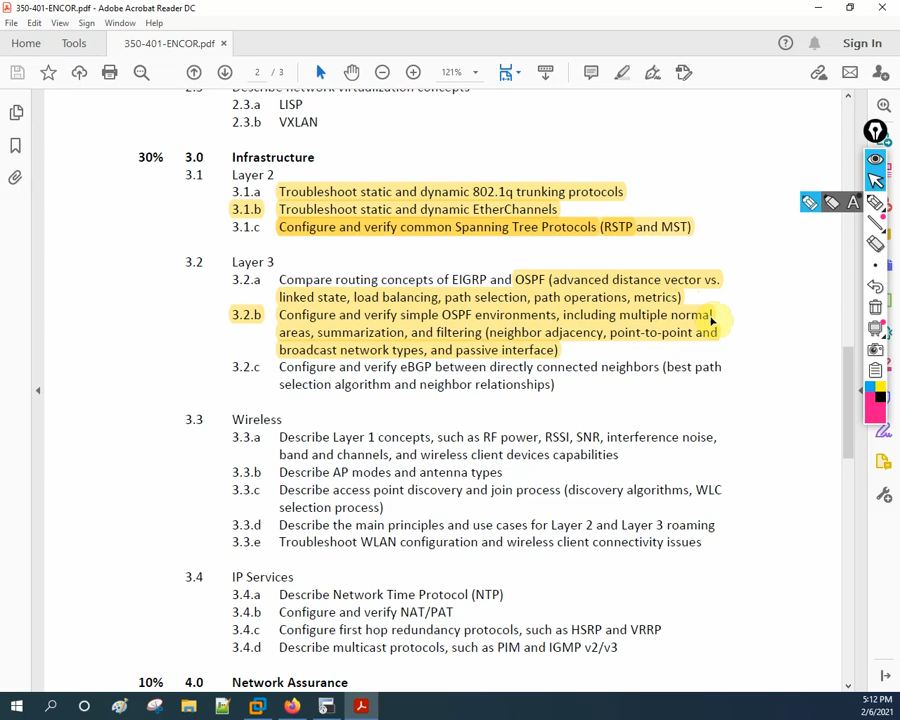 350-401-ENCOR.pdf - Adobe Acrobat Reader DC
File Edit View Sign Window Help
Home Tools 350-401-ENCOR.pdf × Sign In
2 / 3 121%
2.3 Describe network virtualization concepts
2.3.a LISP
2.3.b VXLAN
30% 3.0 Infrastructure
3.1 Layer 2
3.1.a Troubleshoot static and dynamic 802.1q trunking protocols
3.1.b Troubleshoot static and dynamic EtherChannels
3.1.c Configure and verify common Spanning Tree Protocols (RSTP and MST)
3.2 Layer 3
3.2.a Compare routing concepts of EIGRP and OSPF (advanced distance vector vs.
linked state, load balancing, path selection, path operations, metrics)
3.2.b Configure and verify simple OSPF environments, including multiple normal
areas, summarization, and filtering (neighbor adjacency, point-to-point and
broadcast network types, and passive interface)
3.2.c Configure and verify eBGP between directly connected neighbors (best path
selection algorithm and neighbor relationships)
3.3 Wireless
3.3.a Describe Layer 1 concepts, such as RF power, RSSI, SNR, interference noise,
band and channels, and wireless client devices capabilities
3.3.b Describe AP modes and antenna types
3.3.c Describe access point discovery and join process (discovery algorithms, WLC
selection process)
3.3.d Describe the main principles and use cases for Layer 2 and Layer 3 roaming
3.3.e Troubleshoot WLAN configuration and wireless client connectivity issues
3.4 IP Services
3.4.a Describe Network Time Protocol (NTP)
3.4.b Configure and verify NAT/PAT
3.4.c Configure first hop redundancy protocols, such as HSRP and VRRP
3.4.d Describe multicast protocols, such as PIM and IGMP v2/v3
10% 4.0 Network Assurance
5:12 PM
2/6/2021